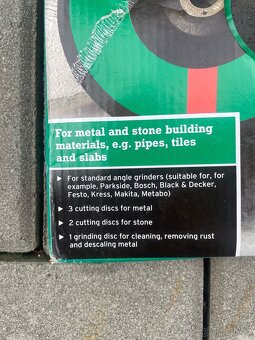 For metal and stone building
materials, e.g. pipes, tiles
and slabs
▶ For standard angle grinders (suitable for, for
example, Parkside, Bosch, Black & Decker,
Festo, Kress, Makita, Metabo)
▶ 3 cutting discs for metal
▶ 2 cutting discs for stone
▶ 1 grinding disc for cleaning, removing rust
and descaling metal